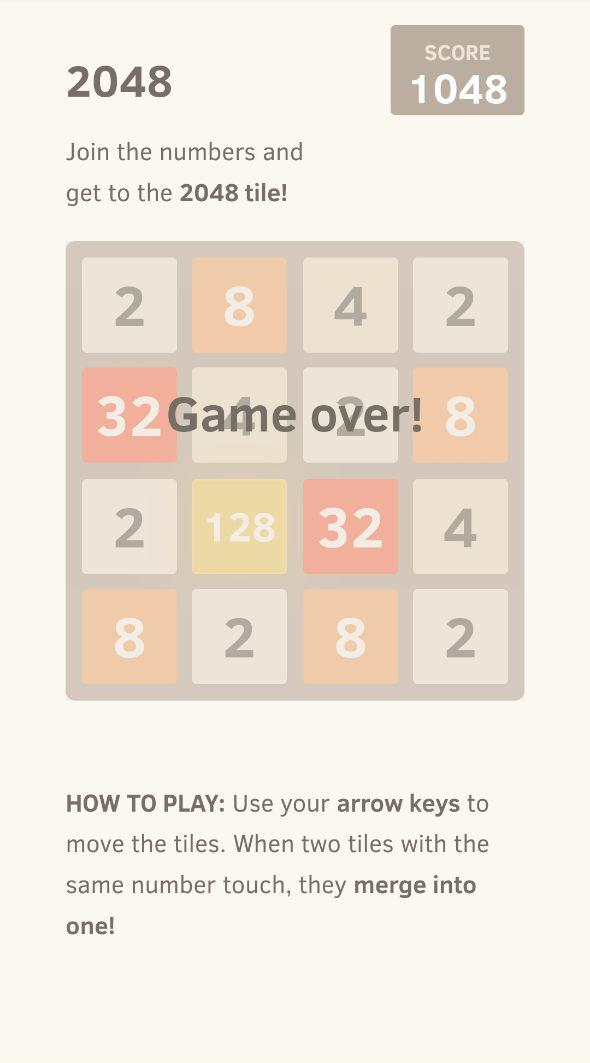 2048
SCORE
1048
Join the numbers and
get to the 2048 tile!
2 8 4 2
32 4 2 8
Game over!
2 128 32 4
8 2 8 2
HOW TO PLAY: Use your arrow keys to
move the tiles. When two tiles with the
same number touch, they merge into
one!